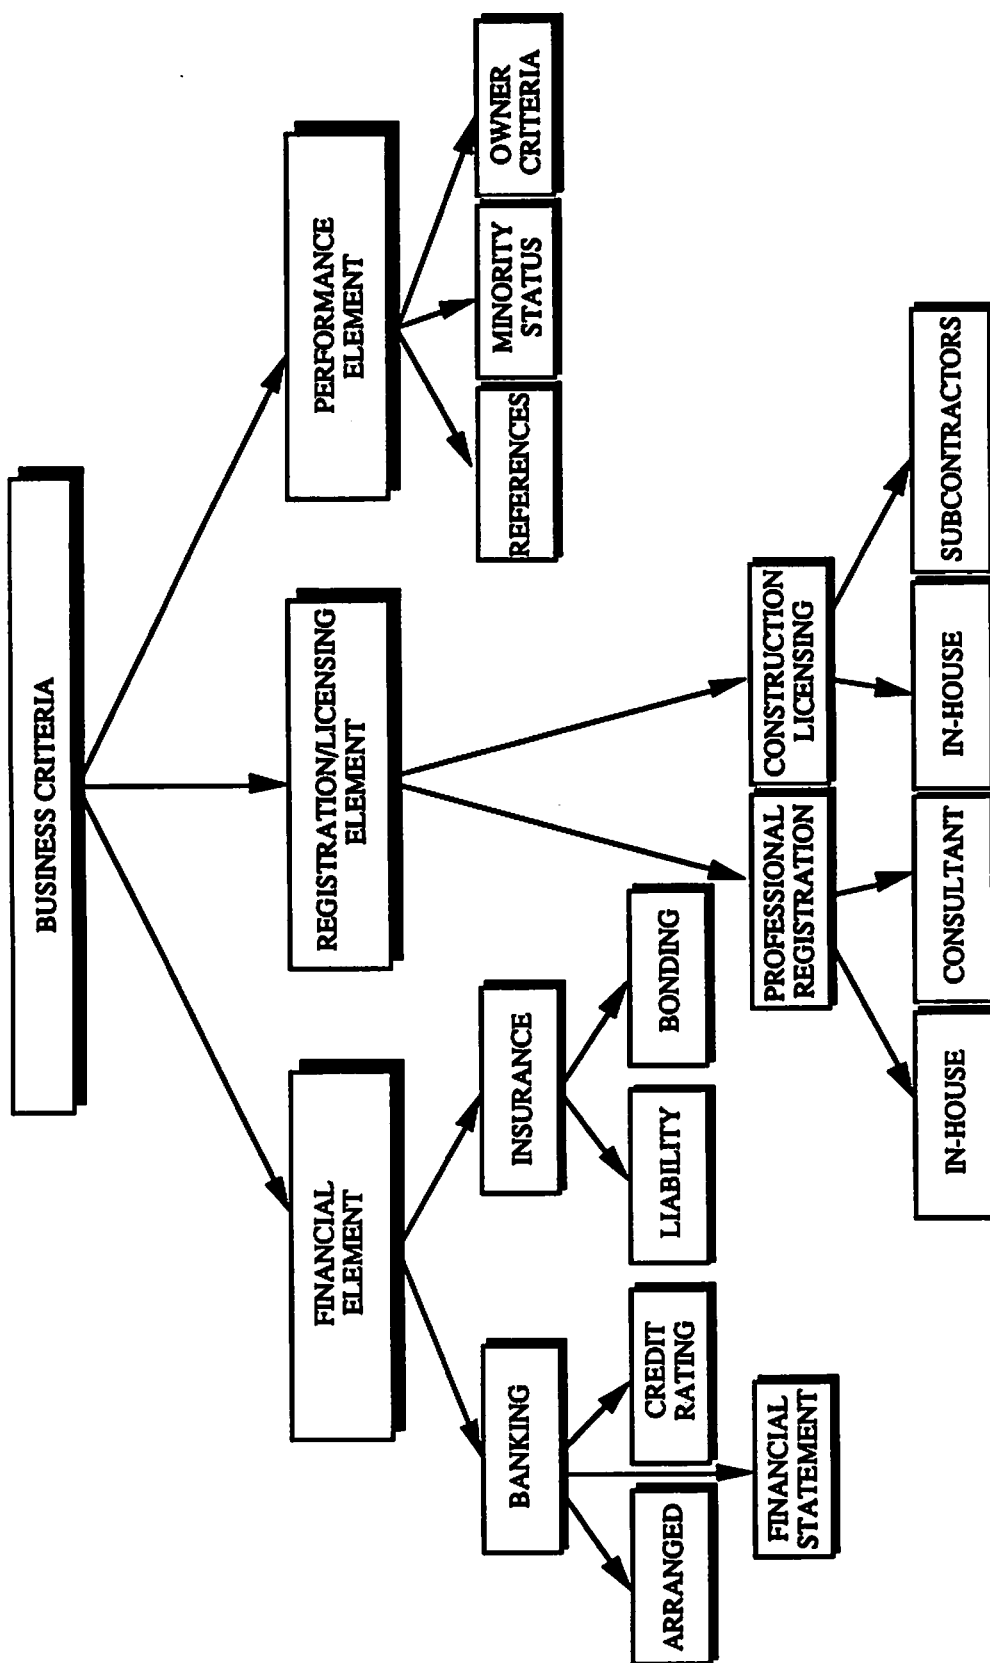 BUSINESS CRITERIA
FINANCIAL
ELEMENT
REGISTRATION/LICENSING
ELEMENT
PERFORMANCE
ELEMENT
BANKING
INSURANCE
REFERENCES
MINORITY
STATUS
OWNER
CRITERIA
ARRANGED
CREDIT
RATING
LIABILITY
BONDING
FINANCIAL
STATEMENT
PROFESSIONAL
REGISTRATION
CONSTRUCTION
LICENSING
IN-HOUSE
CONSULTANT
IN-HOUSE
SUBCONTRACTORS